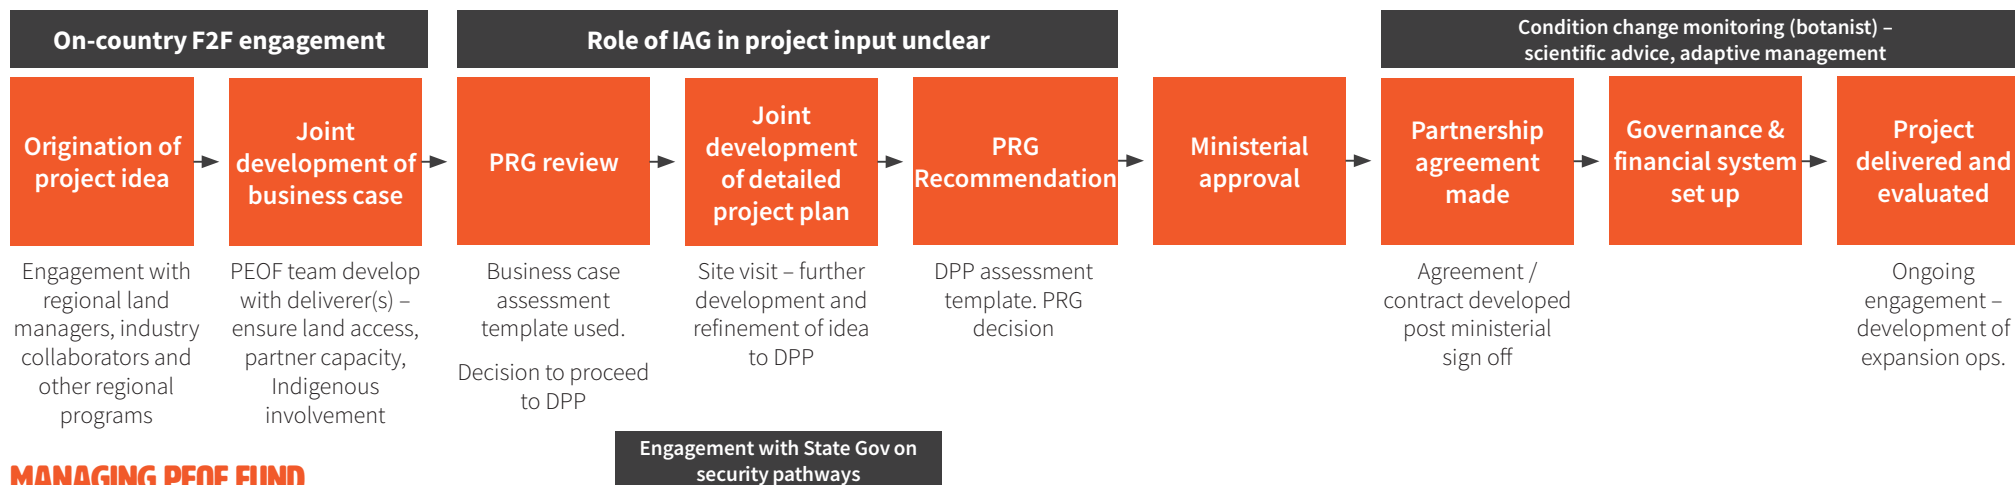 On-country F2F engagement
Role of IAG in project input unclear
Condition change monitoring (botanist) –
scientific advice, adaptive management
Origination of
project idea
Joint
development of
business case
PRG review
Joint
development
of detailed
project plan
PRG
Recommendation
Ministerial
approval
Partnership
agreement
made
Governance &
financial system
set up
Project
delivered and
evaluated
Engagement with
regional land
managers, industry
collaborators and
other regional
programs
PEOF team develop
with deliverer(s) –
ensure land access,
partner capacity,
Indigenous
involvement
Business case
assessment
template used.
Decision to proceed
to DPP
Site visit – further
development and
refinement of idea
to DPP
DPP assessment
template. PRG
decision
Agreement /
contract developed
post ministerial
sign off
Ongoing
engagement –
development of
expansion ops.
Engagement with State Gov on
security pathways
MANAGING PEOF FUND